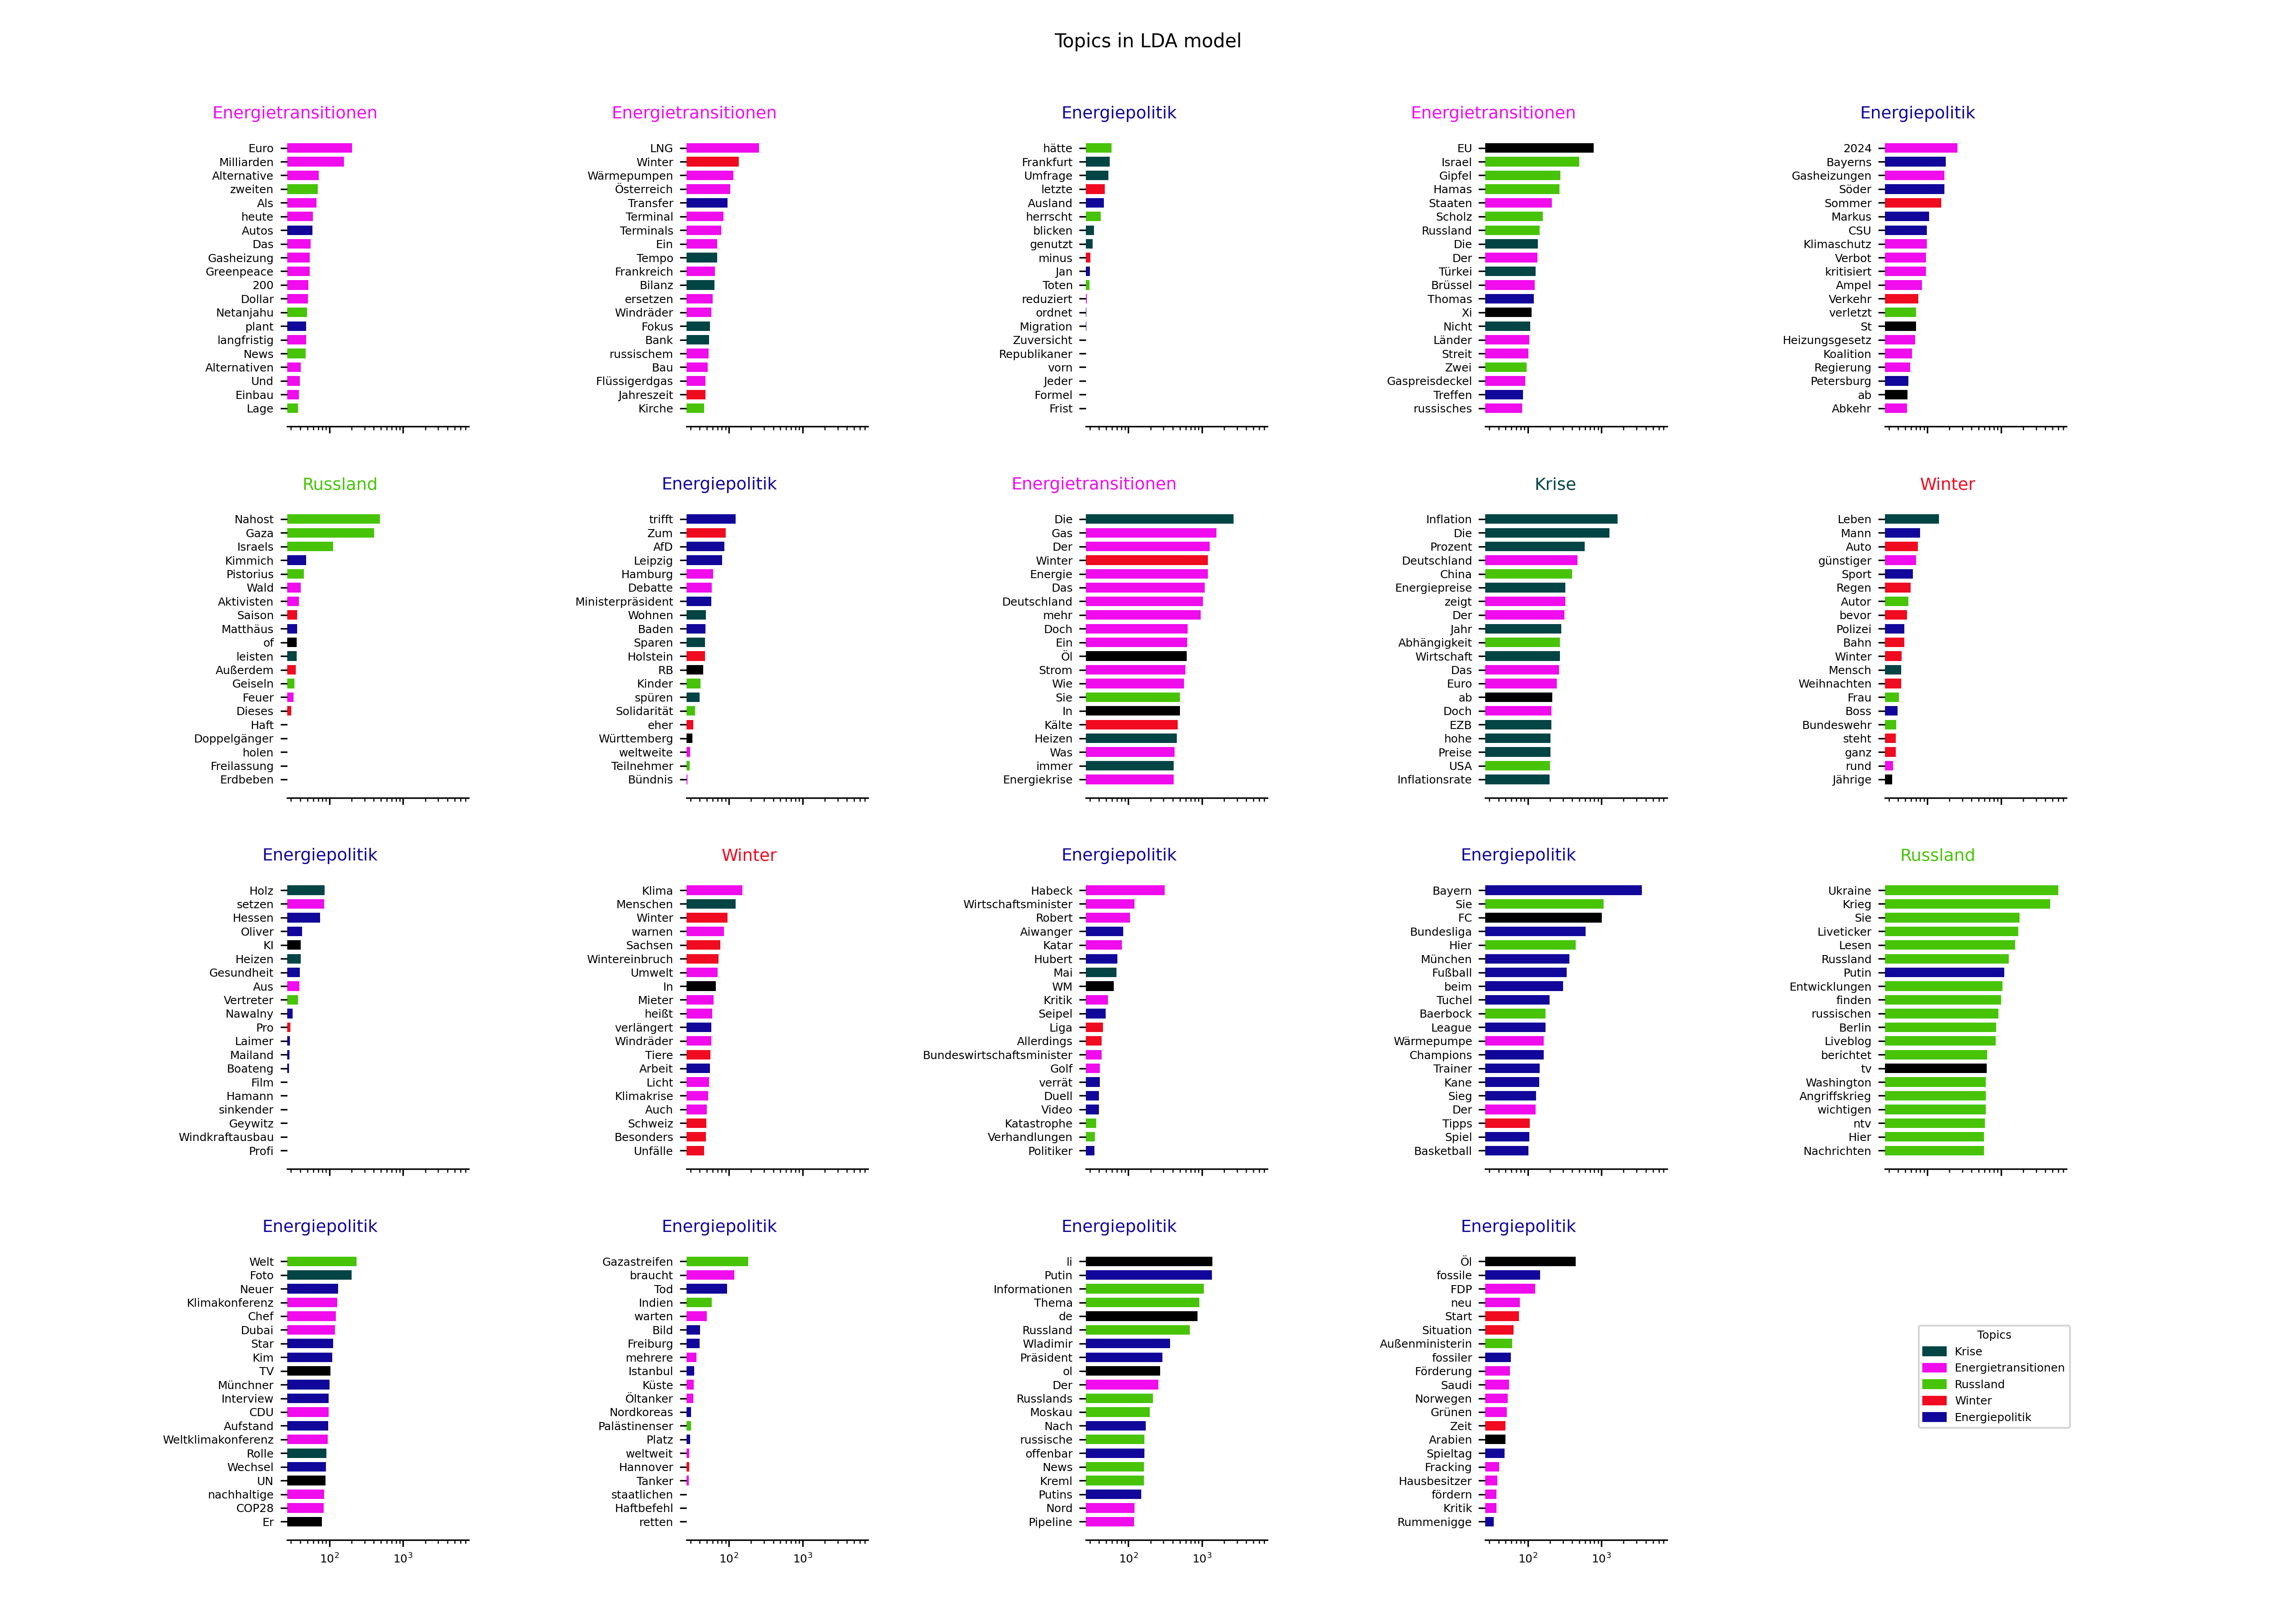 Topics in LDA model
Energietransitionen
Euro
Milliarden
Alternative
zweiten
Als
heute
Autos
Das
Gasheizung
Greenpeace
200
Dollar
Netanjahu
plant
langfristig
News
Alternativen
Und
Einbau
Lage
Energietransitionen
LNG
Winter
Wärmepumpen
Österreich
Transfer
Terminal
Terminals
Ein
Tempo
Frankreich
Bilanz
ersetzen
Windräder
Fokus
Bank
russischem
Bau
Flüssigerdgas
Jahreszeit
Kirche
Energiepolitik
hätte
Frankfurt
Umfrage
letzte
Ausland
herrscht
blicken
genutzt
minus
Jan
Toten
reduziert
ordnet
Migration
Zuversicht
Republikaner
vorn
Jeder
Formel
Frist
Energietransitionen
EU
Israel
Gipfel
Hamas
Staaten
Scholz
Russland
Die
Der
Türkei
Brüssel
Thomas
Xi
Nicht
Länder
Streit
Zwei
Gaspreisdeckel
Treffen
russisches
Energiepolitik
2024
Bayerns
Gasheizungen
Söder
Sommer
Markus
CSU
Klimaschutz
Verbot
kritisiert
Ampel
Verkehr
verletzt
St
Heizungsgesetz
Koalition
Regierung
Petersburg
ab
Abkehr
Russland
Nahost
Gaza
Israels
Kimmich
Pistorius
Wald
Aktivisten
Saison
Matthäus
of
leisten
Außerdem
Geiseln
Feuer
Dieses
Haft
Doppelgänger
holen
Freilassung
Erdbeben
Energiepolitik
trifft
Zum
AfD
Leipzig
Hamburg
Debatte
Ministerpräsident
Wohnen
Baden
Sparen
Holstein
RB
Kinder
spüren
Solidarität
eher
Württemberg
weltweite
Teilnehmer
Bündnis
Energietransitionen
Die
Gas
Der
Winter
Energie
Das
Deutschland
mehr
Doch
Ein
Öl
Strom
Wie
Sie
In
Kälte
Heizen
Was
immer
Energiekrise
Krise
Inflation
Die
Prozent
Deutschland
China
Energiepreise
zeigt
Der
Jahr
Abhängigkeit
Wirtschaft
Das
Euro
ab
Doch
EZB
hohe
Preise
USA
Inflationsrate
Winter
Leben
Mann
Auto
günstiger
Sport
Regen
Autor
bevor
Polizei
Bahn
Winter
Mensch
Weihnachten
Frau
Boss
Bundeswehr
steht
ganz
rund
Jährige
Energiepolitik
Holz
setzen
Hessen
Oliver
KI
Heizen
Gesundheit
Aus
Vertreter
Nawalny
Pro
Laimer
Mailand
Boateng
Film
Hamann
sinkender
Geywitz
Windkraftausbau
Profi
Winter
Klima
Menschen
Winter
warnen
Sachsen
Wintereinbruch
Umwelt
In
Mieter
heißt
verlängert
Windräder
Tiere
Arbeit
Licht
Klimakrise
Auch
Schweiz
Besonders
Unfälle
Energiepolitik
Habeck
Wirtschaftsminister
Robert
Aiwanger
Katar
Hubert
Mai
WM
Kritik
Seipel
Liga
Allerdings
Bundeswirtschaftsminister
Golf
verrät
Duell
Video
Katastrophe
Verhandlungen
Politiker
Energiepolitik
Bayern
Sie
FC
Bundesliga
Hier
München
Fußball
beim
Tuchel
Baerbock
League
Wärmepumpe
Champions
Trainer
Kane
Sieg
Der
Tipps
Spiel
Basketball
Russland
Ukraine
Krieg
Sie
Liveticker
Lesen
Russland
Putin
Entwicklungen
finden
russischen
Berlin
Liveblog
berichtet
tv
Washington
Angriffskrieg
wichtigen
ntv
Hier
Nachrichten
Energiepolitik
Welt
Foto
Neuer
Klimakonferenz
Chef
Dubai
Star
Kim
TV
Münchner
Interview
CDU
Aufstand
Weltklimakonferenz
Rolle
Wechsel
UN
nachhaltige
COP28
Er
10² 10³
Energiepolitik
Gazastreifen
braucht
Tod
Indien
warten
Bild
Freiburg
mehrere
Istanbul
Küste
Öltanker
Nordkoreas
Palästinenser
Platz
weltweit
Hannover
Tanker
staatlichen
Haftbefehl
retten
10² 10³
Energiepolitik
li
Putin
Informationen
Thema
de
Russland
Wladimir
Präsident
ol
Der
Russlands
Moskau
Nach
russische
offenbar
News
Kreml
Putins
Nord
Pipeline
10² 10³
Energiepolitik
Öl
fossile
FDP
neu
Start
Situation
Außenministerin
fossiler
Förderung
Saudi
Norwegen
Grünen
Zeit
Arabien
Spieltag
Fracking
Hausbesitzer
fördern
Kritik
Rummenigge
10² 10³
Topics
Krise
Energietransitionen
Russland
Winter
Energiepolitik